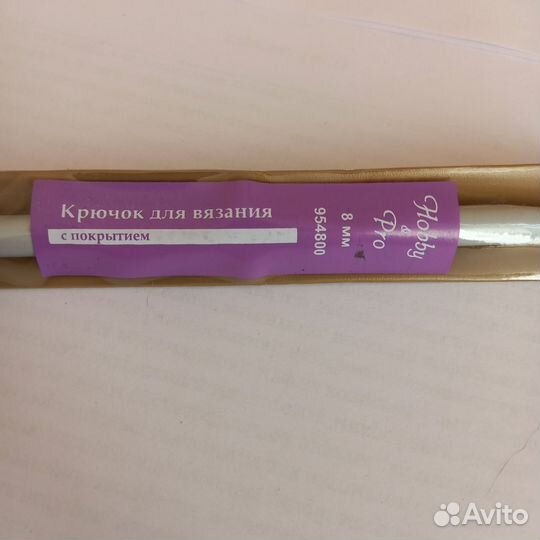 Крючок для вязания
с покрытием
8 мм
954800
Hobby
&
Pro
Avito